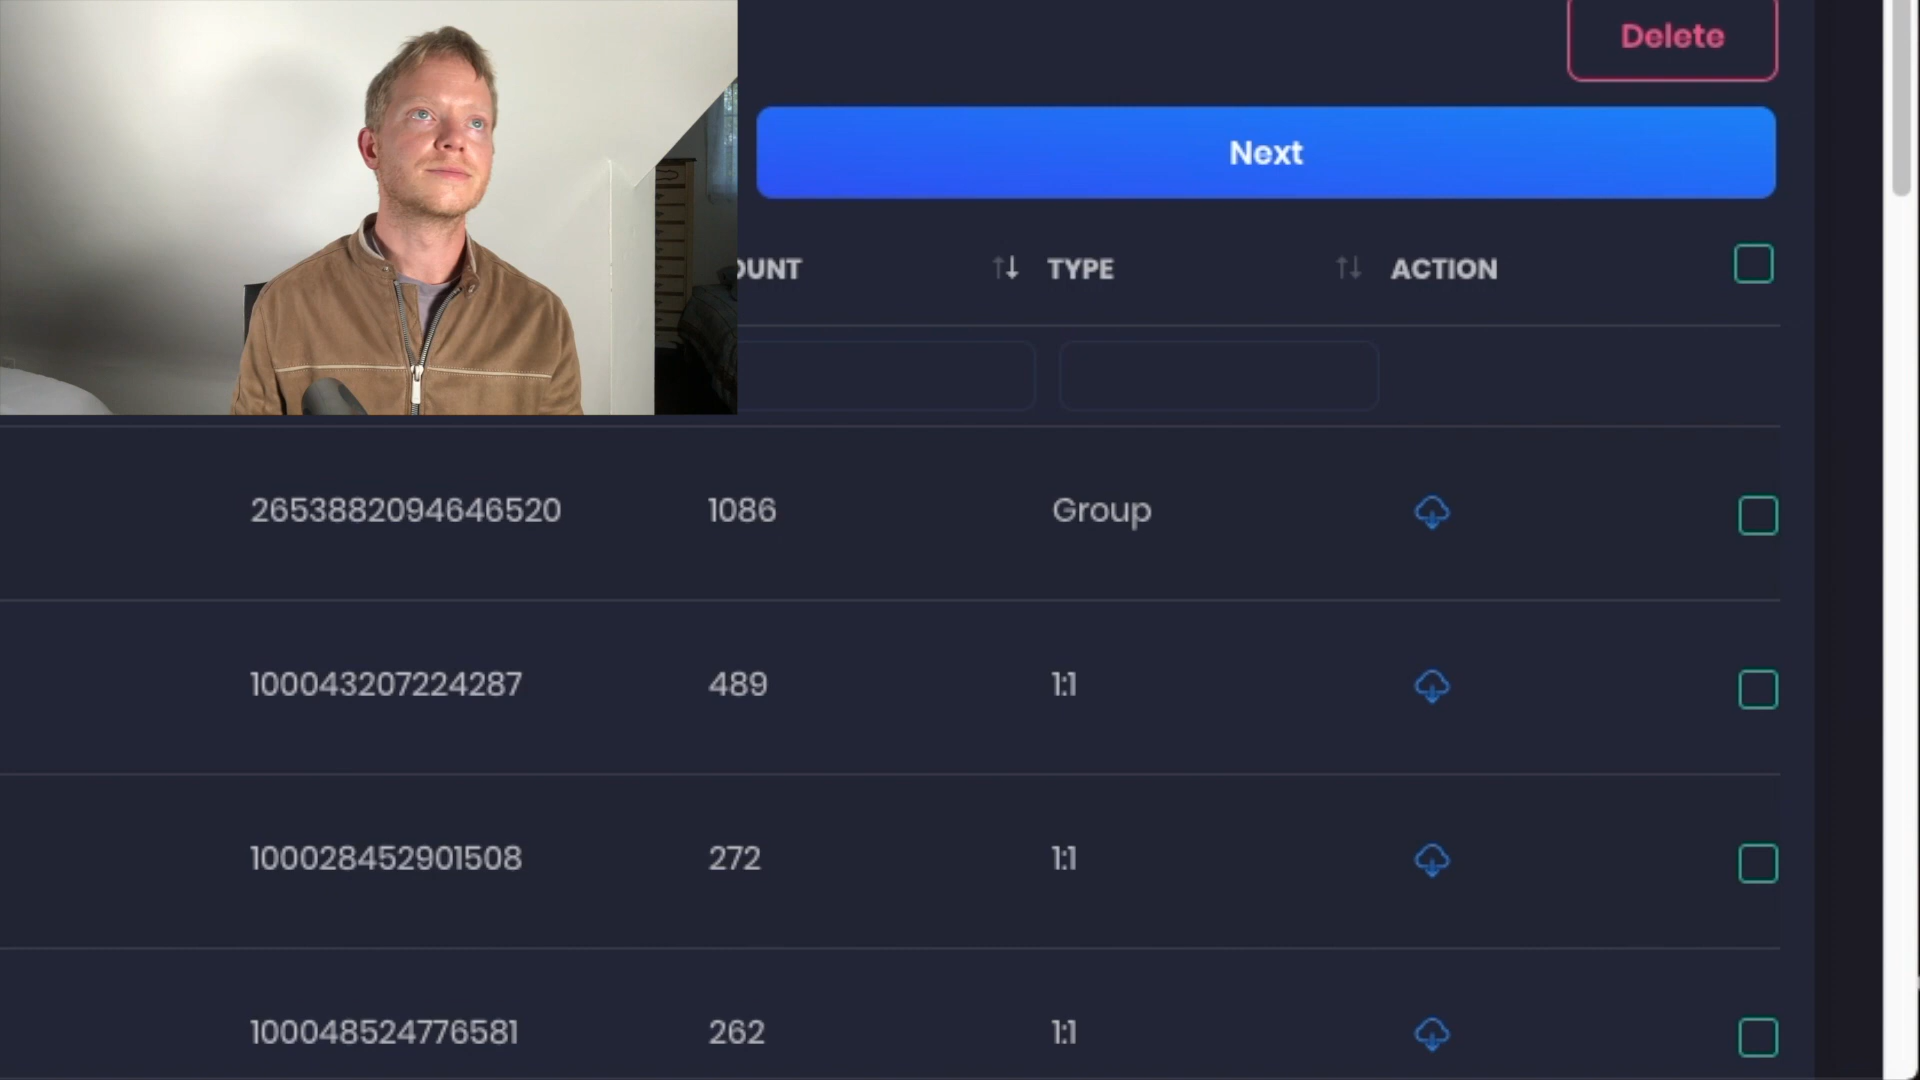 Delete
Next
OUNT TYPE ACTION
2653882094646520 1086 Group
100043207224287 489 1:1
100028452901508 272 1:1
100048524776581 262 1:1